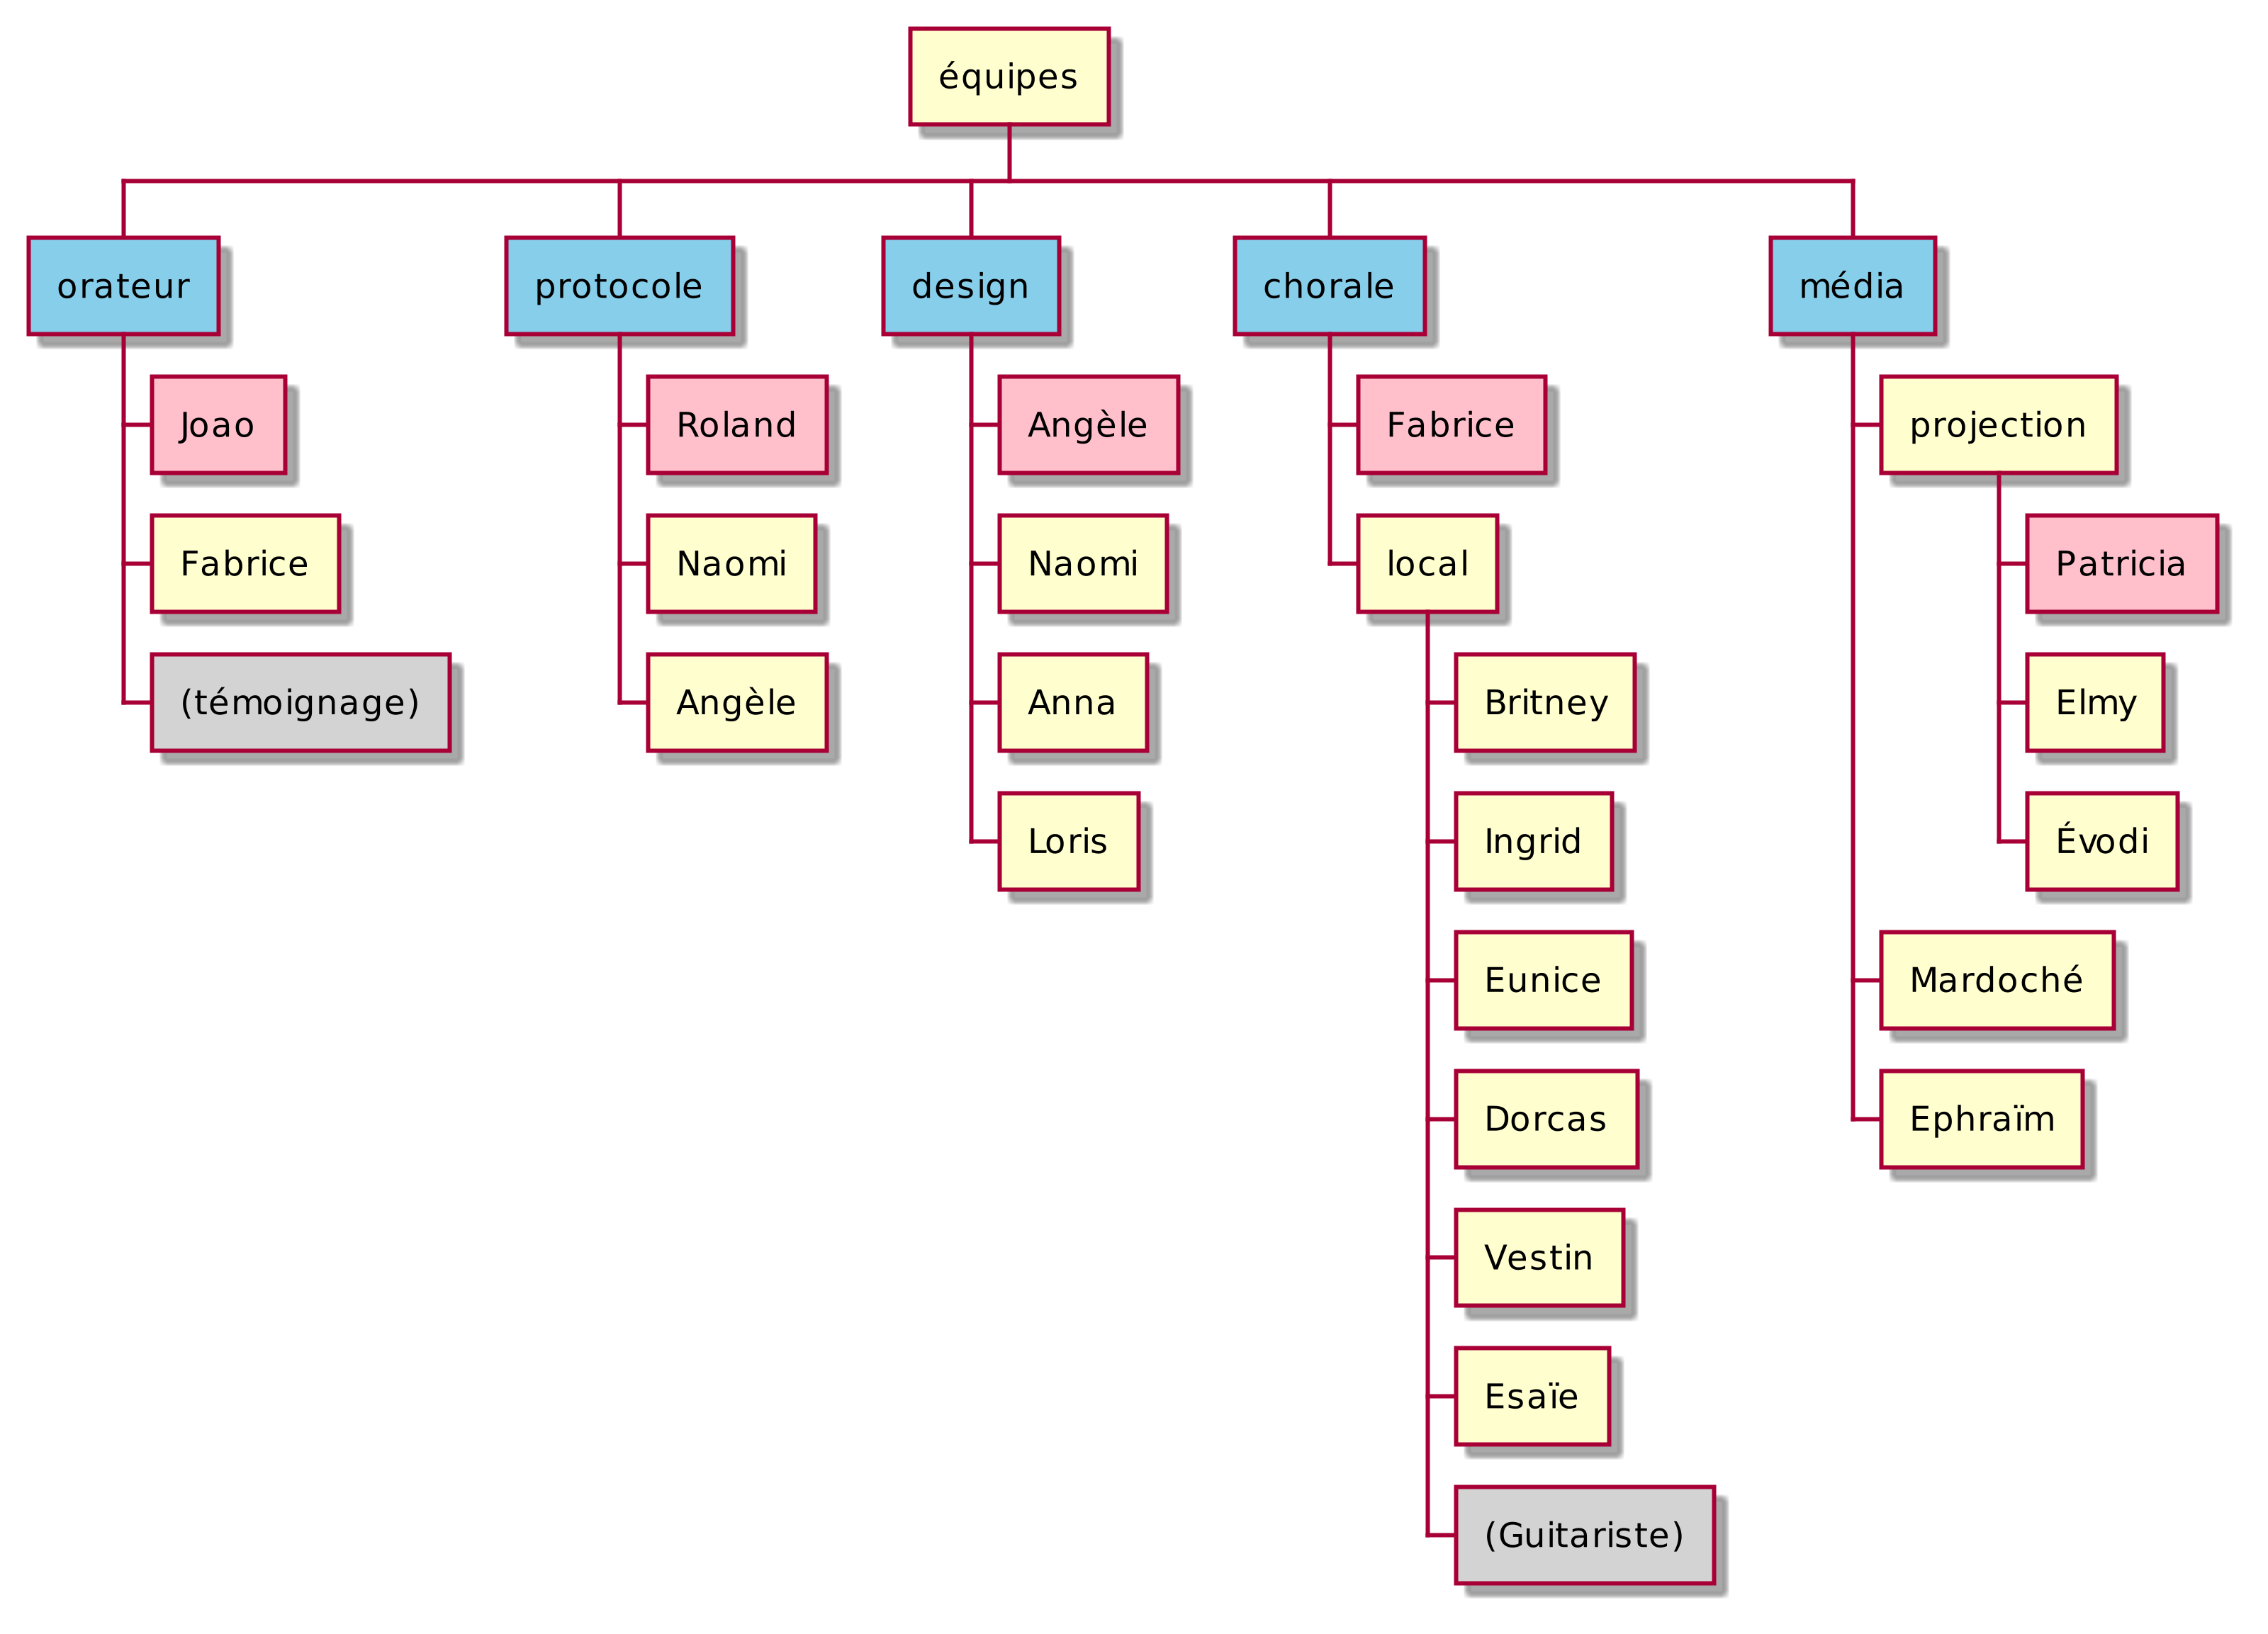 équipes
orateur
Joao
Fabrice
(témoignage)
protocole
Roland
Naomi
Angèle
design
Angèle
Naomi
Anna
Loris
chorale
Fabrice
local
Britney
Ingrid
Eunice
Dorcas
Vestin
Esaïe
(Guitariste)
média
projection
Patricia
Elmy
Évodi
Mardoché
Ephraïm